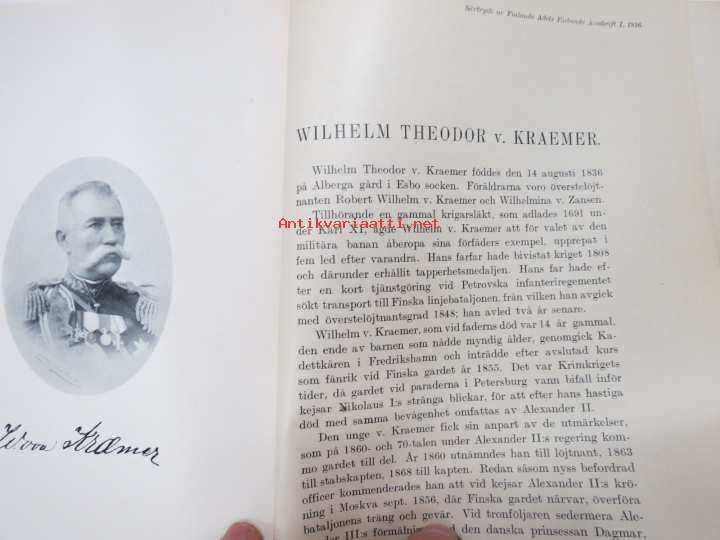 Särtryck ur Finlands Adels Förbunds årsskrift I, 1936.
WILHELM THEODOR v. KRAEMER.
Wilhelm Theodor v. Kraemer föddes den 14 augusti 1836
på Alberga gård i Esbo socken. Föräldrarna voro överstelöjt-
nanten Robert Wilhelm v. Kraemer och Wilhelmina v. Zansen.
Tillhörande en gammal krigarsläkt, som adlades 1691 un-
der Karl XI, ägde Wilhelm v. Kraemer att för valet av den
militära banan åberopa sina förfäders exempel, upprepat i
fem led efter varandra. Hans farfar hade bivistat kriget 1808
och därunder erhållit tapperhetsmedaljen. Hans far hade ef-
ter en kort tjänstgöring vid Petrovska infanteriregementet
sökt transport till Finska linjebataljonen, från vilken han avgick
med överstelöjtnantsgrad 1848; han avled två år senare.
Wilhelm v. Kraemer, som vid faderns död var 14 år gammal,
den ende av barnen som nådde myndig ålder, genomgick Ka-
dettkåren i Fredrikshamn och inträdde efter avslutad kurs
som fänrik vid Finska gardet år 1855. Det var Krimkrigets
tider, då gardet vid paraderna i Petersburg vann bifall inför
kejsar Nikolaus I:s stränga blickar, för att efter hans hastiga
död med samma bevågenhet omfattas av Alexander II.
Den unge v. Kraemer fick sin anpart av de utmärkelser,
som på 1860- och 70-talen under Alexander II:s regering kom-
mo gardet till del. År 1860 utnämndes han till löjtnant, 1863
till stabskapten, 1868 till kapten. Redan såsom nyss befordrad
officer kommenderades han att vid kejsar Alexander II:s krö-
ning i Moskva sept. 1856, där Finska gardet närvar, överföra
bataljonens träng och gevär. Vid tronföljaren sedermera Ale-
der III:s förmälning med den danska prinsessan Dagmar,
W von Kræmer
Antikvariaatti.net